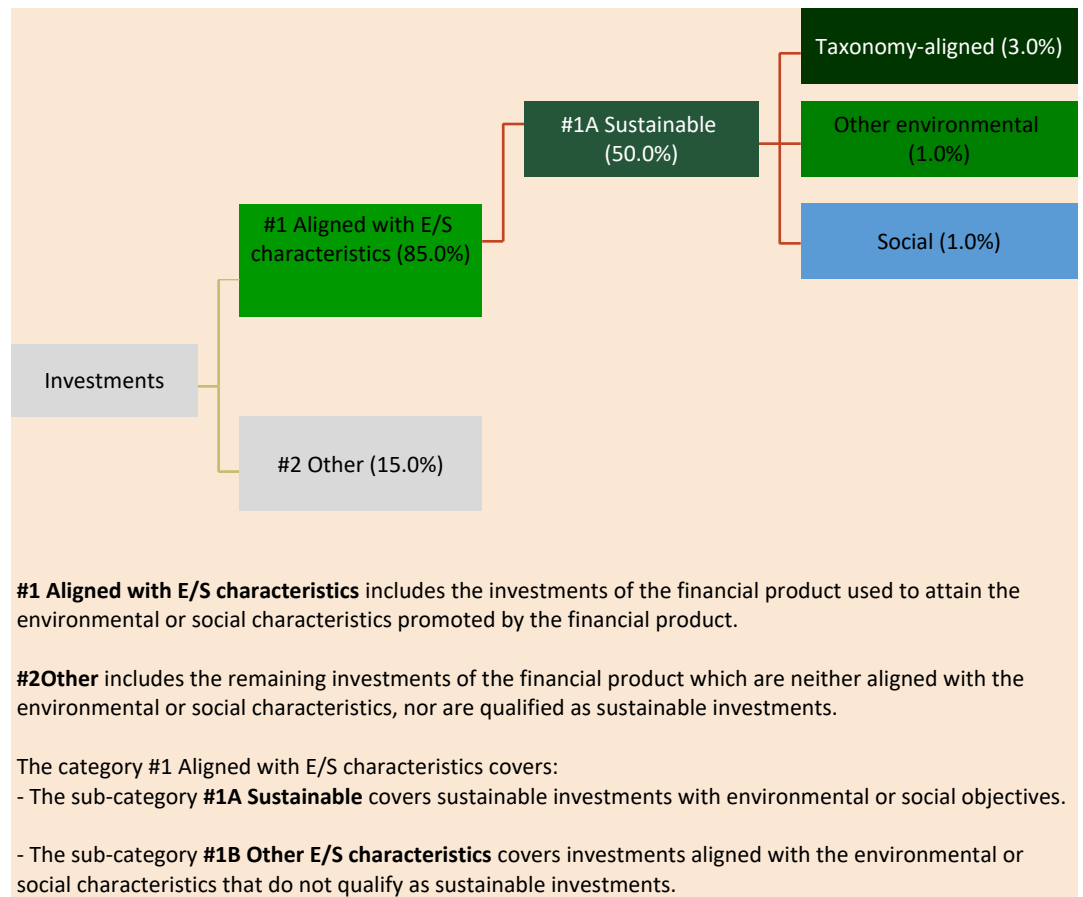 Taxonomy-aligned (3.0%)
#1A Sustainable
(50.0%)
Other environmental
(1.0%)
#1 Aligned with E/S
characteristics (85.0%)
Social (1.0%)
Investments
#2 Other (15.0%)
#1 Aligned with E/S characteristics includes the investments of the financial product used to attain the
environmental or social characteristics promoted by the financial product.
#2Other includes the remaining investments of the financial product which are neither aligned with the
environmental or social characteristics, nor are qualified as sustainable investments.
The category #1 Aligned with E/S characteristics covers:
- The sub-category #1A Sustainable covers sustainable investments with environmental or social objectives.
- The sub-category #1B Other E/S characteristics covers investments aligned with the environmental or
social characteristics that do not qualify as sustainable investments.